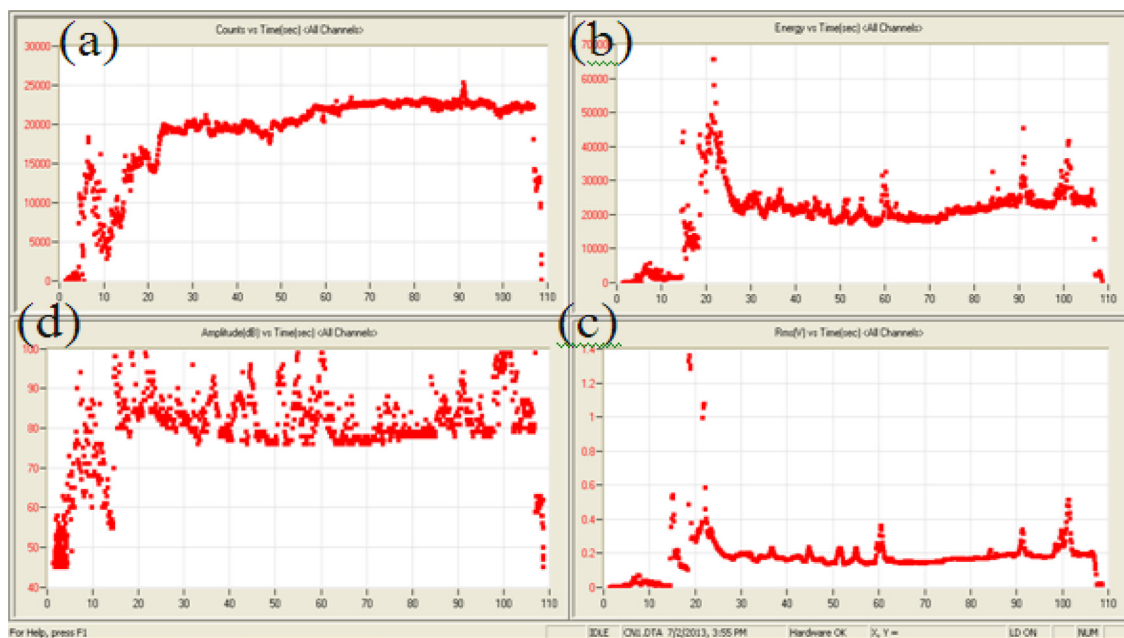 (a)
Counts vs Time(sec) <All Channels>
30000
25000
20000
15000
10000
5000
0
0 10 20 30 40 50 60 70 80 90 100 110
(b)
Energy vs Time(sec) <All Channels>
70000
60000
50000
40000
30000
20000
10000
0
0 10 20 30 40 50 60 70 80 90 100 110
(d)
Amplitude(dB) vs Time(sec) <All Channels>
100
90
80
70
60
50
40
0 10 20 30 40 50 60 70 80 90 100 110
(c)
Rms(V) vs Time(sec) <All Channels>
1.4
1.2
1
0.8
0.6
0.4
0.2
0
0 10 20 30 40 50 60 70 80 90 100 110
For Help, press F1
IDLE CN1.DTA 7/2/2013, 3:55 PM Hardware OK X, Y = LD ON NUM